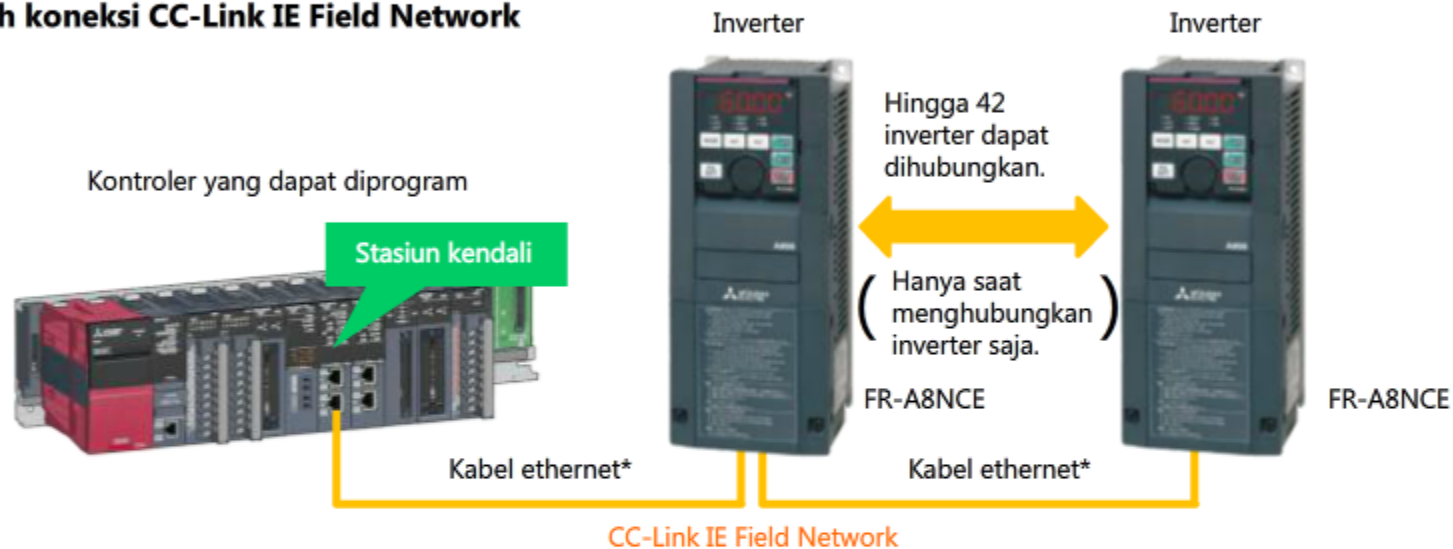 h koneksi CC-Link IE Field Network
Inverter
Inverter
Kontroler yang dapat diprogram
Stasiun kendali
Hingga 42
inverter dapat
dihubungkan.
Hanya saat
menghubungkan
inverter saja.
FR-A8NCE
FR-A8NCE
Kabel ethernet*
Kabel ethernet*
CC-Link IE Field Network